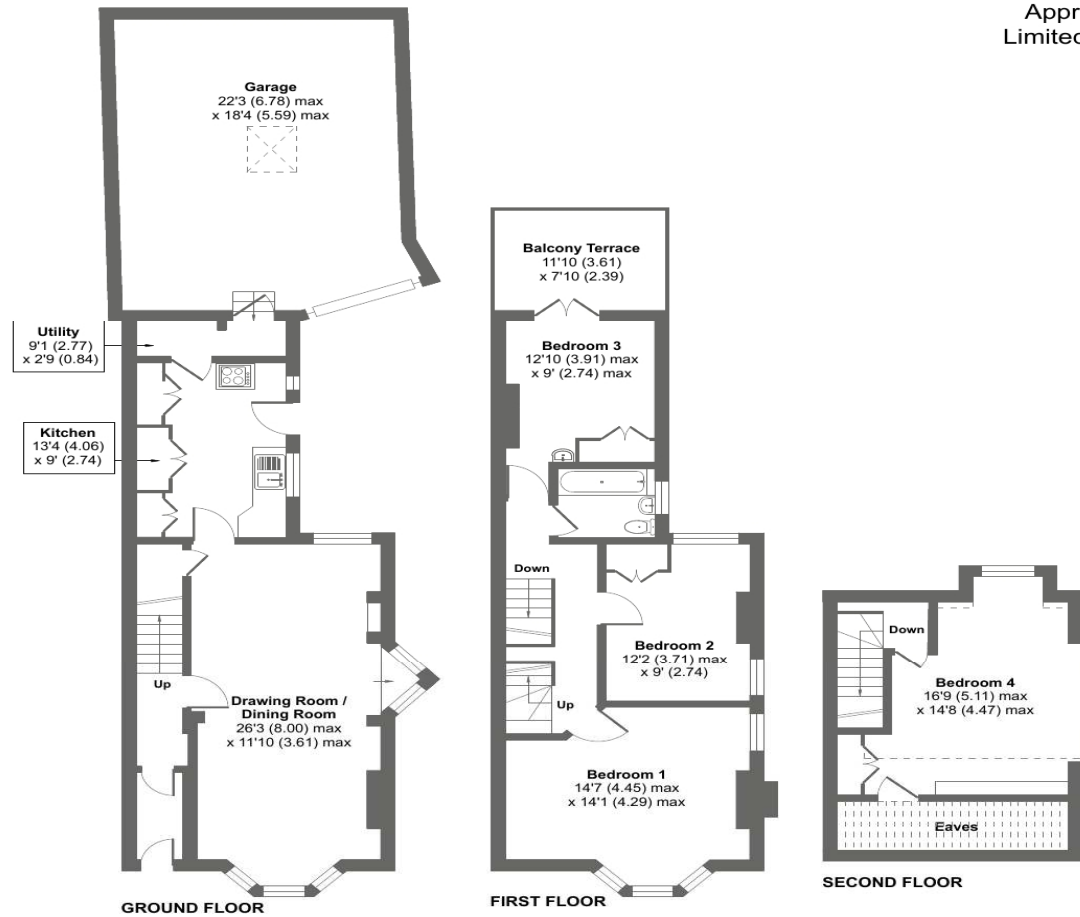 Appr
Limited
Garage
22'3 (6.78) max
x 18'4 (5.59) max
Utility
9'1 (2.77)
x 2'9 (0.84)
Kitchen
13'4 (4.06)
x 9' (2.74)
Up
Drawing Room /
Dining Room
26'3 (8.00) max
x 11'10 (3.61) max
GROUND FLOOR
Balcony Terrace
11'10 (3.61)
x 7'10 (2.39)
Bedroom 3
12'10 (3.91) max
x 9' (2.74) max
Down
Bedroom 2
12'2 (3.71) max
x 9' (2.74)
Up
Bedroom 1
14'7 (4.45) max
x 14'1 (4.29) max
FIRST FLOOR
Down
Bedroom 4
16'9 (5.11) max
x 14'8 (4.47) max
Eaves
SECOND FLOOR